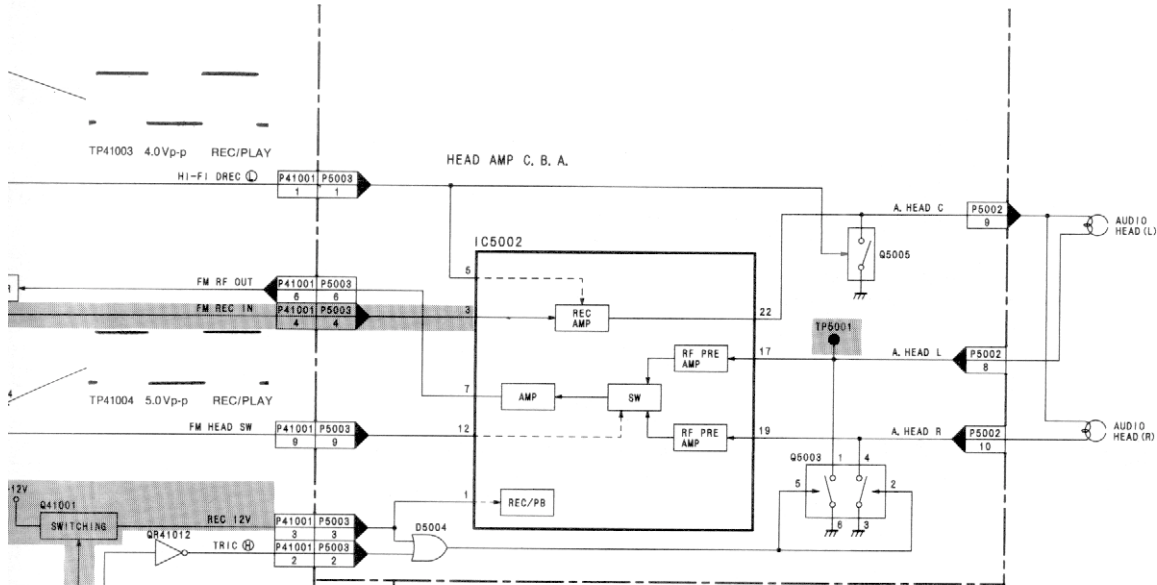 TP41003 4.0Vp-p REC/PLAY
HI-FI DREC Ⓛ
P41001 P5003
1 1
HEAD AMP C.B.A.
A.HEAD C
P5002
9
AUDIO
HEAD(L)
Q5005
IC5002
5
FM RF OUT
P41001 P5003
6 6
R
FM REC IN
P41001 P5003
4 4
3
REC
AMP
22
TP5001
17
RF PRE
AMP
A.HEAD L
P5002
8
TP41004 5.0Vp-p REC/PLAY
4
7
AMP
SW
FM HEAD SW
P41001 P5003
9 9
12
RF PRE
AMP
19
A.HEAD R
P5002
10
AUDIO
HEAD(R)
Q5003
1 4
5 2
6 3
1
REC/PB
-12V
Q41001
SWITCHING
REC 12V
P41001 P5003
3 3
D5004
QR41012
TRIC Ⓗ
P41001 P5003
2 2